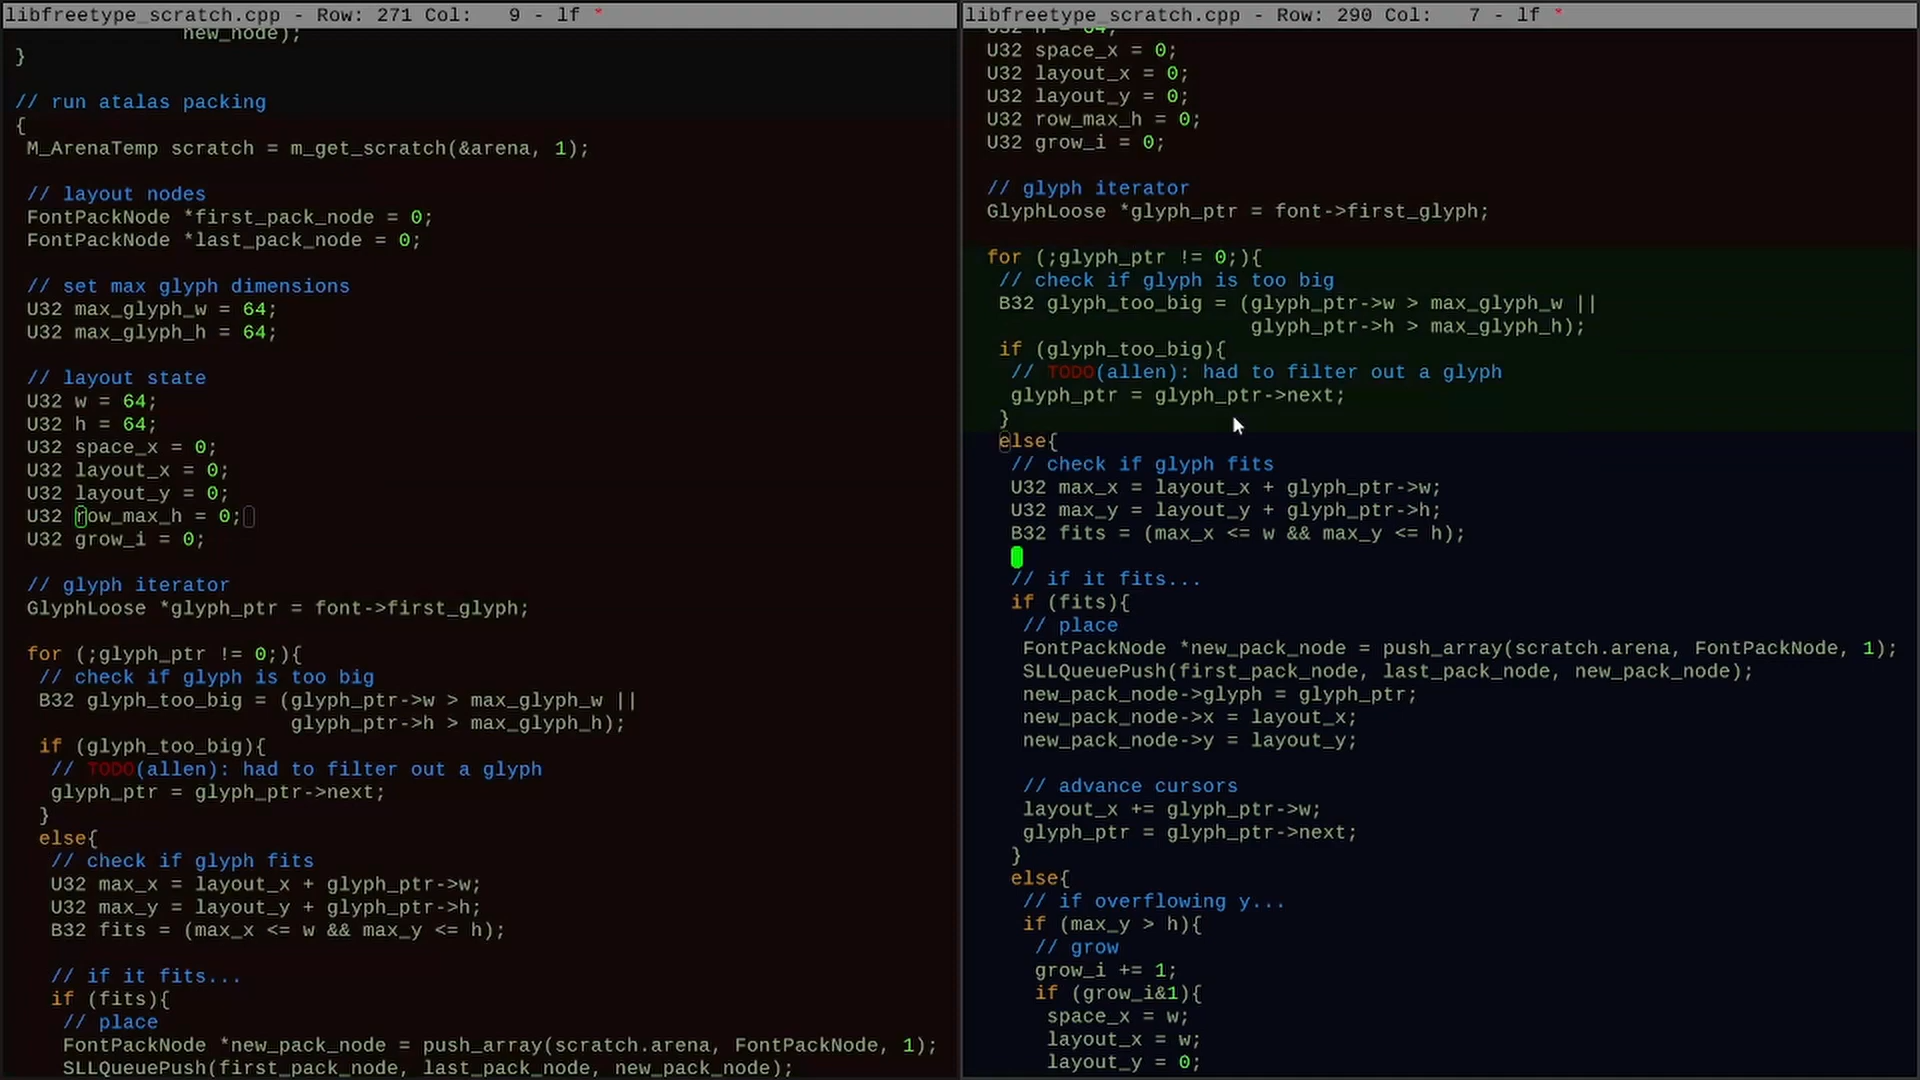 libfreetype_scratch.cpp - Row: 271 Col:   9 - lf *
new_node);
}
// run atalas packing
{
M_ArenaTemp scratch = m_get_scratch(&arena, 1);
// layout nodes
FontPackNode *first_pack_node = 0;
FontPackNode *last_pack_node = 0;
// set max glyph dimensions
U32 max_glyph_w = 64;
U32 max_glyph_h = 64;
// layout state
U32 w = 64;
U32 h = 64;
U32 space_x = 0;
U32 layout_x = 0;
U32 layout_y = 0;
U32 row_max_h = 0;
U32 grow_i = 0;
// glyph iterator
GlyphLoose *glyph_ptr = font->first_glyph;
for (;glyph_ptr != 0;){
// check if glyph is too big
B32 glyph_too_big = (glyph_ptr->w > max_glyph_w ||
glyph_ptr->h > max_glyph_h);
if (glyph_too_big){
// TODO(allen): had to filter out a glyph
glyph_ptr = glyph_ptr->next;
}
else{
// check if glyph fits
U32 max_x = layout_x + glyph_ptr->w;
U32 max_y = layout_y + glyph_ptr->h;
B32 fits = (max_x <= w && max_y <= h);
// if it fits...
if (fits){
// place
FontPackNode *new_pack_node = push_array(scratch.arena, FontPackNode, 1);
SLLQueuePush(first_pack_node, last_pack_node, new_pack_node);
libfreetype_scratch.cpp - Row: 290 Col:   7 - lf *
U32 h = 64;
U32 space_x = 0;
U32 layout_x = 0;
U32 layout_y = 0;
U32 row_max_h = 0;
U32 grow_i = 0;
// glyph iterator
GlyphLoose *glyph_ptr = font->first_glyph;
for (;glyph_ptr != 0;){
// check if glyph is too big
B32 glyph_too_big = (glyph_ptr->w > max_glyph_w ||
glyph_ptr->h > max_glyph_h);
if (glyph_too_big){
// TODO(allen): had to filter out a glyph
glyph_ptr = glyph_ptr->next;
}
else{
// check if glyph fits
U32 max_x = layout_x + glyph_ptr->w;
U32 max_y = layout_y + glyph_ptr->h;
B32 fits = (max_x <= w && max_y <= h);
// if it fits...
if (fits){
// place
FontPackNode *new_pack_node = push_array(scratch.arena, FontPackNode, 1);
SLLQueuePush(first_pack_node, last_pack_node, new_pack_node);
new_pack_node->glyph = glyph_ptr;
new_pack_node->x = layout_x;
new_pack_node->y = layout_y;
// advance cursors
layout_x += glyph_ptr->w;
glyph_ptr = glyph_ptr->next;
}
else{
// if overflowing y...
if (max_y > h){
// grow
grow_i += 1;
if (grow_i&1){
space_x = w;
layout_x = w;
layout_y = 0;